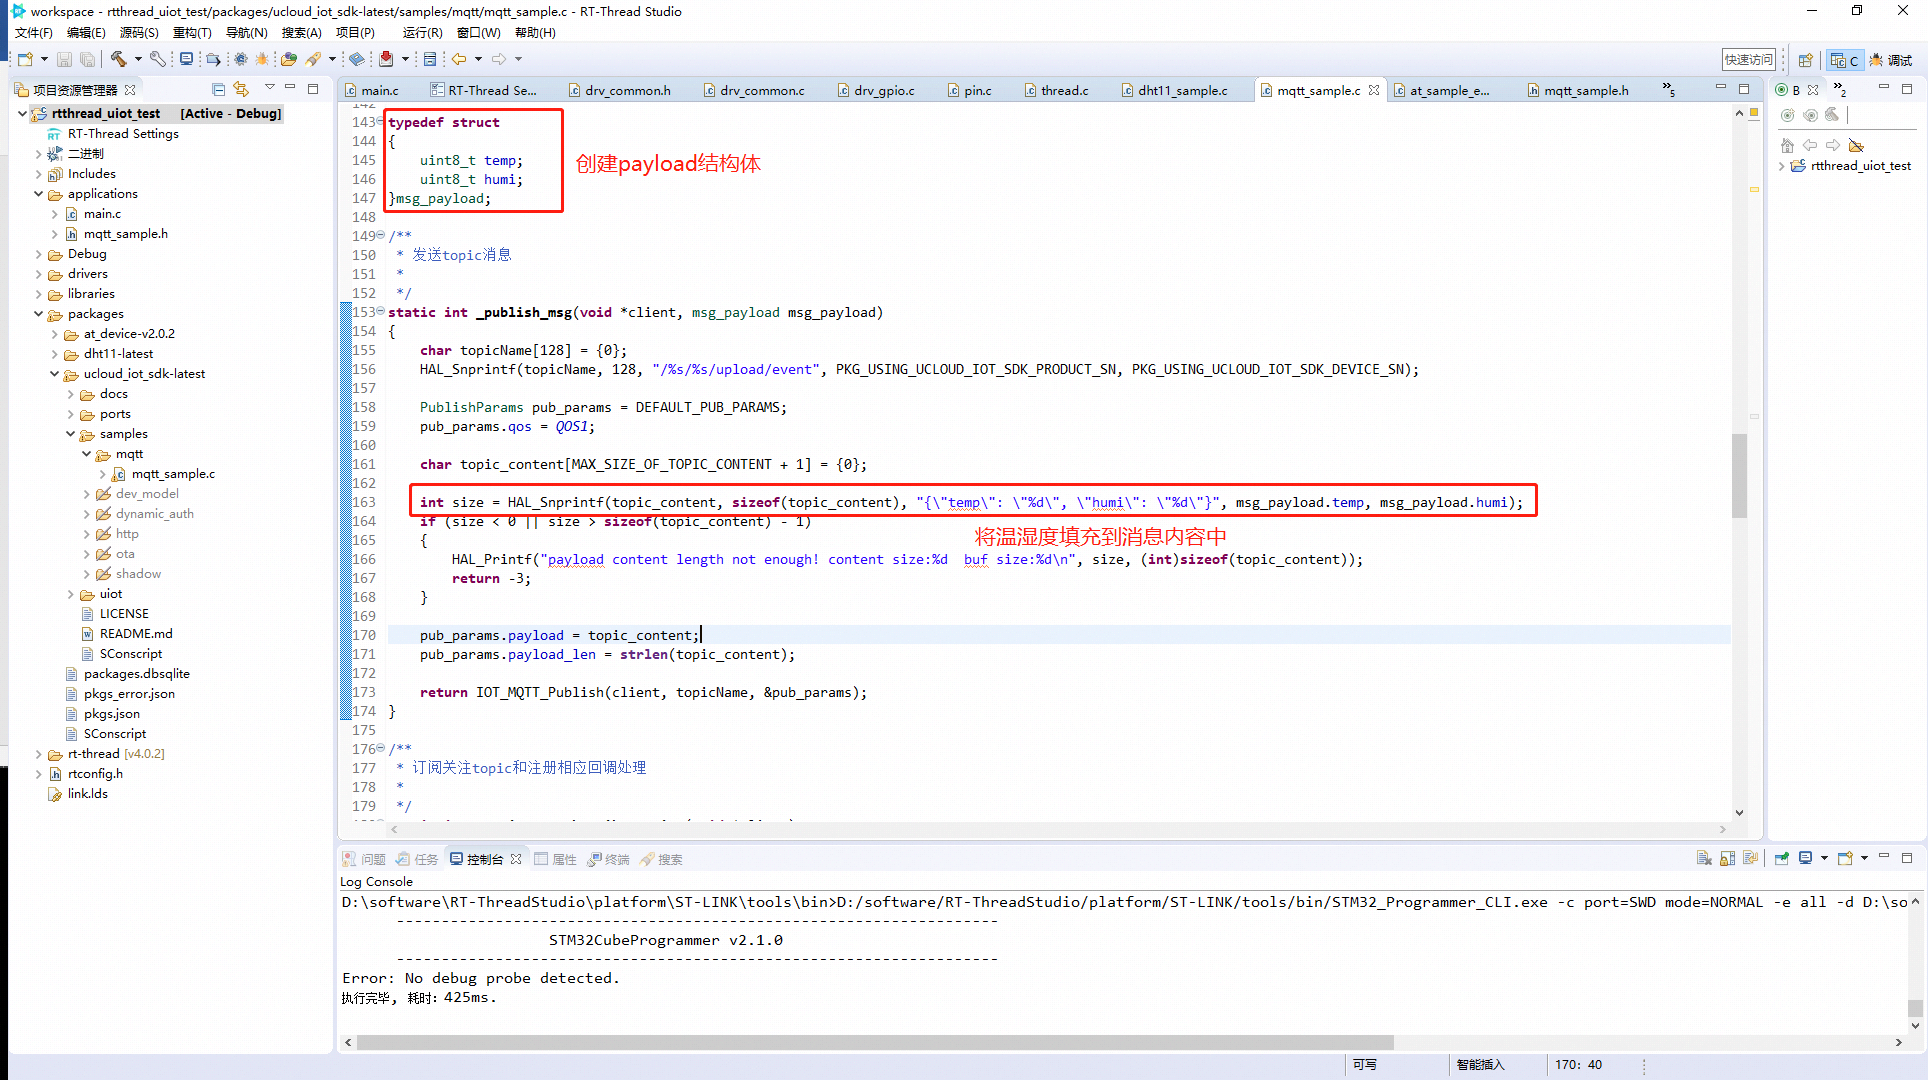 workspace - rtthread_uiot_test/packages/ucloud_iot_sdk-latest/samples/mqtt/mqtt_sample.c - RT-Thread Studio
文件(F) 编辑(E) 源码(S) 重构(T) 导航(N) 搜索(A) 项目(P) 运行(R) 窗口(W) 帮助(H)
快速访问 C 调试
项目资源管理器
main.c RT-Thread Se... drv_common.h drv_common.c drv_gpio.c pin.c thread.c dht11_sample.c mqtt_sample.c at_sample_e... mqtt_sample.h »5
B »2
rtthread_uiot_test [Active - Debug]
RT-Thread Settings
二进制
Includes
applications
main.c
mqtt_sample.h
Debug
drivers
libraries
packages
at_device-v2.0.2
dht11-latest
ucloud_iot_sdk-latest
docs
ports
samples
mqtt
mqtt_sample.c
dev_model
dynamic_auth
http
ota
shadow
uiot
LICENSE
README.md
SConscript
packages.dbsqlite
pkgs_error.json
pkgs.json
SConscript
rt-thread [v4.0.2]
rtconfig.h
link.lds
142
143 typedef struct
144 {
145 uint8_t temp;
146 uint8_t humi;
147 }msg_payload;
创建payload结构体
148
149 /**
150 * 发送topic消息
151 *
152 */
153 static int _publish_msg(void *client, msg_payload msg_payload)
154 {
155 char topicName[128] = {0};
156 HAL_Snprintf(topicName, 128, "/%s/%s/upload/event", PKG_USING_UCLOUD_IOT_SDK_PRODUCT_SN, PKG_USING_UCLOUD_IOT_SDK_DEVICE_SN);
157
158 PublishParams pub_params = DEFAULT_PUB_PARAMS;
159 pub_params.qos = QOS1;
160
161 char topic_content[MAX_SIZE_OF_TOPIC_CONTENT + 1] = {0};
162
163 int size = HAL_Snprintf(topic_content, sizeof(topic_content), "{\"temp\": \"%d\", \"humi\": \"%d\"}", msg_payload.temp, msg_payload.humi);
164 if (size < 0 || size > sizeof(topic_content) - 1)
165 {
将温湿度填充到消息内容中
166 HAL_Printf("payload content length not enough! content size:%d  buf size:%d\n", size, (int)sizeof(topic_content));
167 return -3;
168 }
169
170 pub_params.payload = topic_content;
171 pub_params.payload_len = strlen(topic_content);
172
173 return IOT_MQTT_Publish(client, topicName, &pub_params);
174 }
175
176 /**
177 * 订阅关注topic和注册相应回调处理
178 *
179 */
rtthread_uiot_test
问题 任务 控制台 属性 终端 搜索
Log Console
D:\software\RT-ThreadStudio\platform\ST-LINK\tools\bin>D:/software/RT-ThreadStudio/platform/ST-LINK/tools/bin/STM32_Programmer_CLI.exe -c port=SWD mode=NORMAL -e all -d D:\so
-------------------------------------------------------------------
STM32CubeProgrammer v2.1.0
-------------------------------------------------------------------
Error: No debug probe detected.
执行完毕, 耗时: 425ms.
可写 智能插入 170: 40